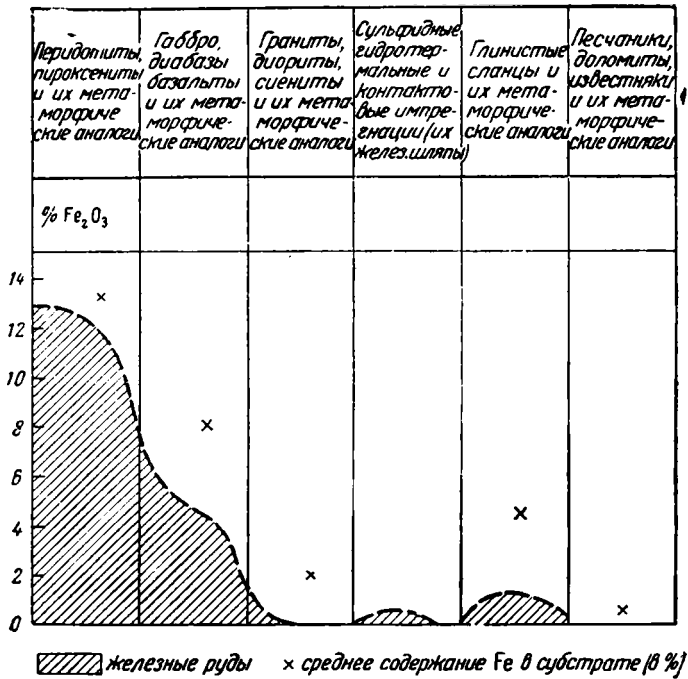 Перидотиты,
пироксениты
и их мета-
морфиче
ские аналоги
Габбро,
диабазы
базальты
и их мета-
морфиче-
ские аналоги
Граниты,
диориты,
сиениты
и их мета-
морфиче-
ские аналоги
Сульфидные,
гидротер-
мальные и
контакто-
вые импре-
гнации (их
желез.шляпы)
Глинистые
сланцы и
их мета-
морфи-
ческие аналоги
Песчаники,
доломиты,
известняки
и их мета-
морфиче-
ские аналоги
% Fe₂O₃
14
12
10
8
6
4
2
0
железные руды × среднее содержание Fe в субстрате (в %)